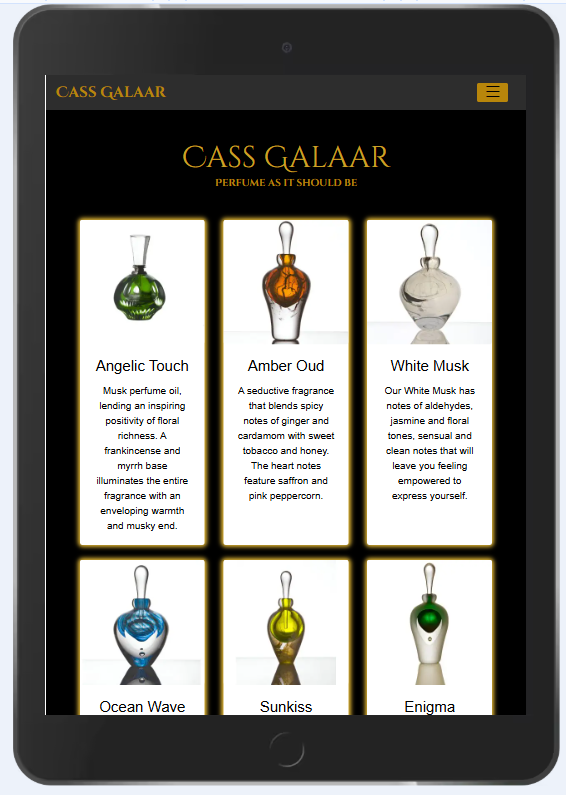 Cass Galaar
Cass Galaar
Perfume as it should be
Angelic Touch
Musk perfume oil,
lending an inspiring
positivity of floral
richness. A
frankincense and
myrrh base
illuminates the entire
fragrance with an
enveloping warmth
and musky end.
Amber Oud
A seductive fragrance
that blends spicy
notes of ginger and
cardamom with sweet
tobacco and honey.
The heart notes
feature saffron and
pink peppercorn.
White Musk
Our White Musk has
notes of aldehydes,
jasmine and floral
tones, sensual and
clean notes that will
leave you feeling
empowered to
express yourself.
Ocean Wave
Sunkiss
Enigma